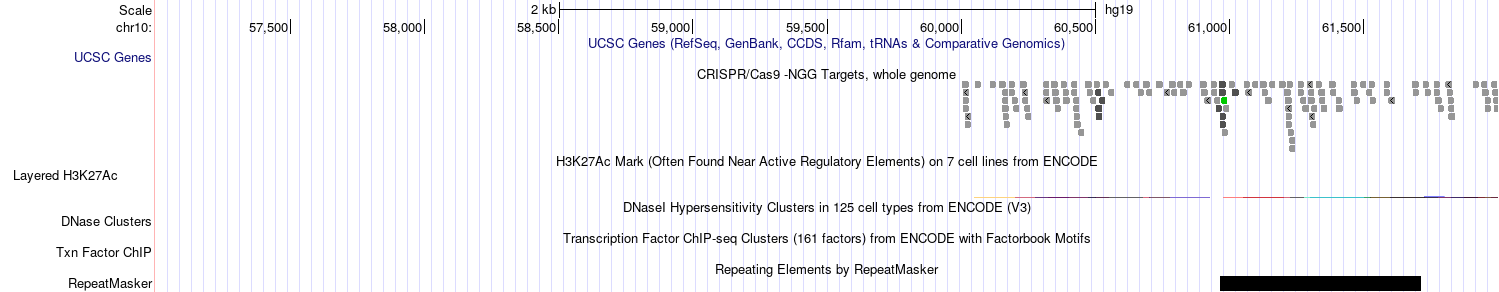 Scale 2 kb hg19
chr10: 57,500 58,000 58,500 59,000 59,500 60,000 60,500 61,000 61,500
UCSC Genes (RefSeq, GenBank, CCDS, Rfam, tRNAs & Comparative Genomics)
UCSC Genes
CRISPR/Cas9 -NGG Targets, whole genome
H3K27Ac Mark (Often Found Near Active Regulatory Elements) on 7 cell lines from ENCODE
Layered H3K27Ac
DNaseI Hypersensitivity Clusters in 125 cell types from ENCODE (V3)
DNase Clusters
Transcription Factor ChIP-seq Clusters (161 factors) from ENCODE with Factorbook Motifs
Txn Factor ChIP
Repeating Elements by RepeatMasker
RepeatMasker